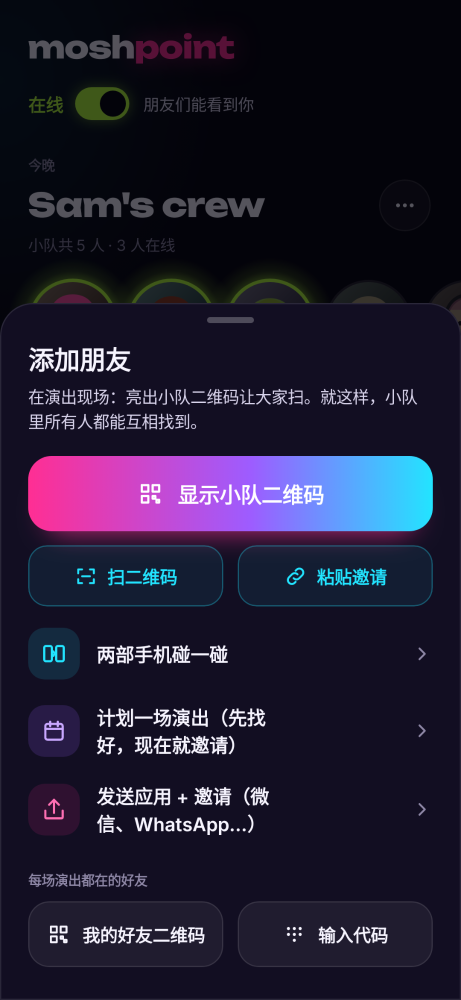 moshpoint
在线 朋友们能看到你
今晚
Sam's crew
小队共 5 人 · 3 人在线
添加朋友
在演出现场：亮出小队二维码让大家扫。就这样，小队
里所有人都能互相找到。
显示小队二维码
扫二维码
粘贴邀请
两部手机碰一碰
计划一场演出（先找
好，现在就邀请）
发送应用 + 邀请（微
信、WhatsApp…）
每场演出都在的好友
我的好友二维码
输入代码